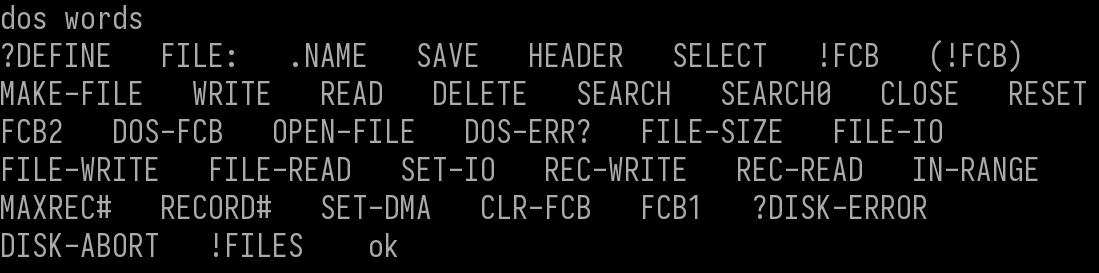 dos words
?DEFINE   FILE:   .NAME   SAVE   HEADER   SELECT   !FCB   (!FCB)
MAKE-FILE   WRITE   READ   DELETE   SEARCH   SEARCH0   CLOSE   RESET
FCB2   DOS-FCB   OPEN-FILE   DOS-ERR?   FILE-SIZE   FILE-IO
FILE-WRITE   FILE-READ   SET-IO   REC-WRITE   REC-READ   IN-RANGE
MAXREC#   RECORD#   SET-DMA   CLR-FCB   FCB1   ?DISK-ERROR
DISK-ABORT   !FILES    ok